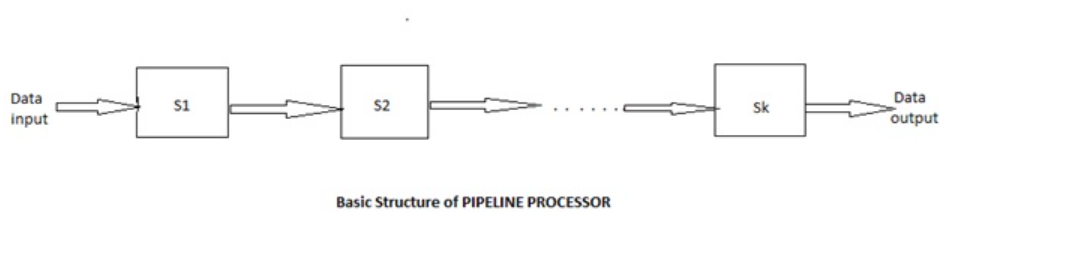 Data
input
S1
S2
. . . . . .
Sk
Data
output
Basic Structure of PIPELINE PROCESSOR